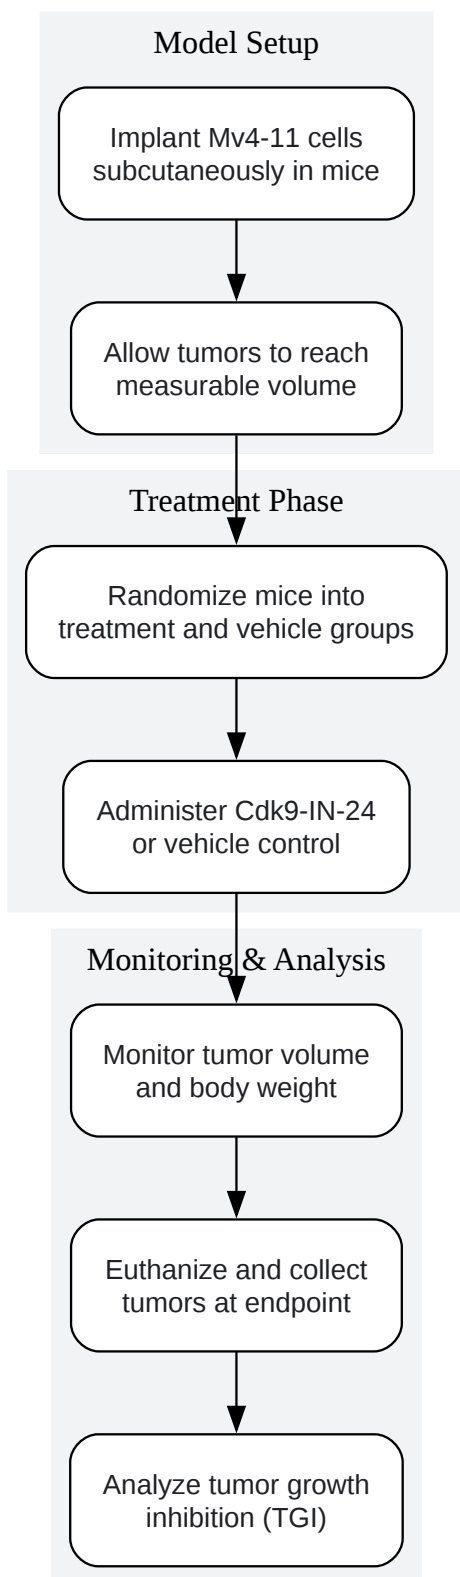 Model Setup
Implant Mv4-11 cells
subcutaneously in mice
Allow tumors to reach
measurable volume
Treatment Phase
Randomize mice into
treatment and vehicle groups
Administer Cdk9-IN-24
or vehicle control
Monitoring & Analysis
Monitor tumor volume
and body weight
Euthanize and collect
tumors at endpoint
Analyze tumor growth
inhibition (TGI)